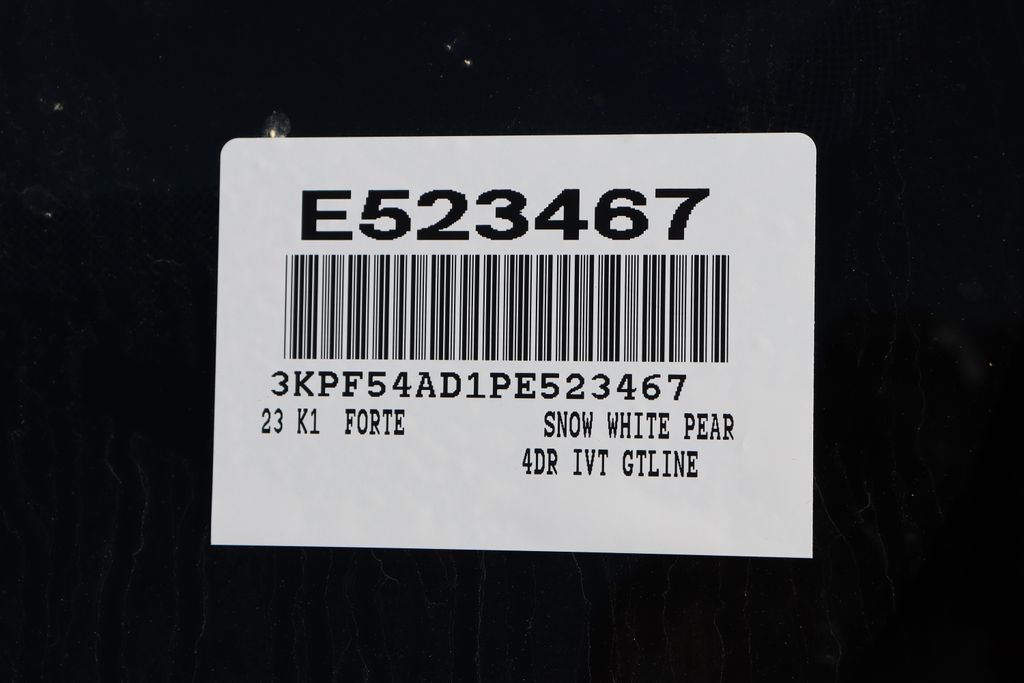 E523467
3KPF54AD1PE523467
23 K1 FORTE SNOW WHITE PEAR
4DR IVT GTLINE